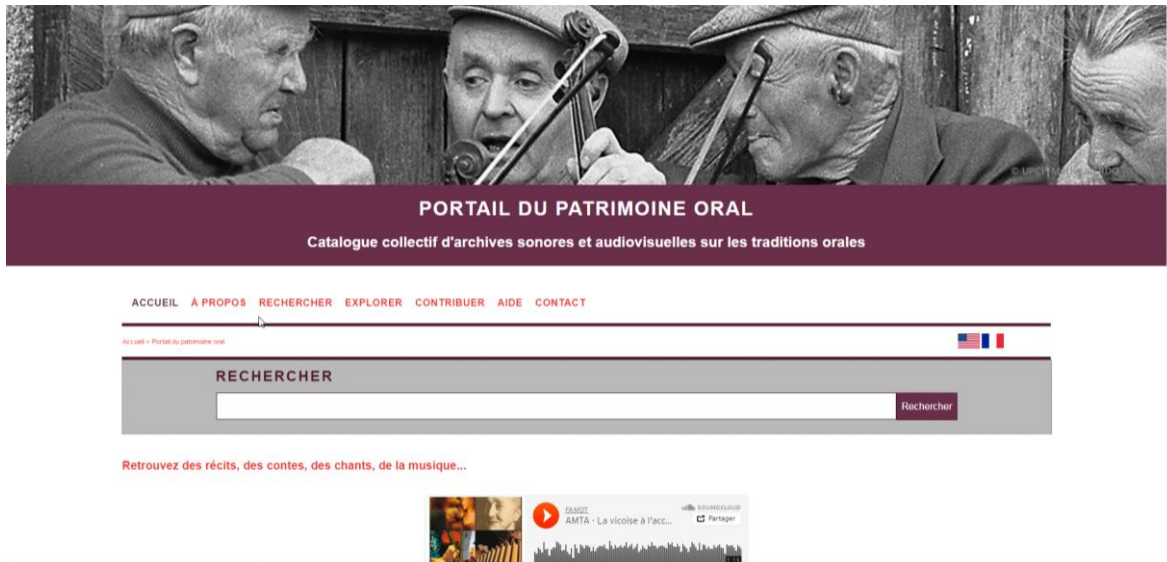 © UPCP
PORTAIL DU PATRIMOINE ORAL
Catalogue collectif d'archives sonores et audiovisuelles sur les traditions orales
ACCUEIL À PROPOS RECHERCHER EXPLORER CONTRIBUER AIDE CONTACT
Accueil > Portail du patrimoine oral
RECHERCHER
Rechercher
Retrouvez des récits, des contes, des chants, de la musique...
FAMDT
SOUNDCLOUD
AMTA - La vicoise à l'acc...
Partager